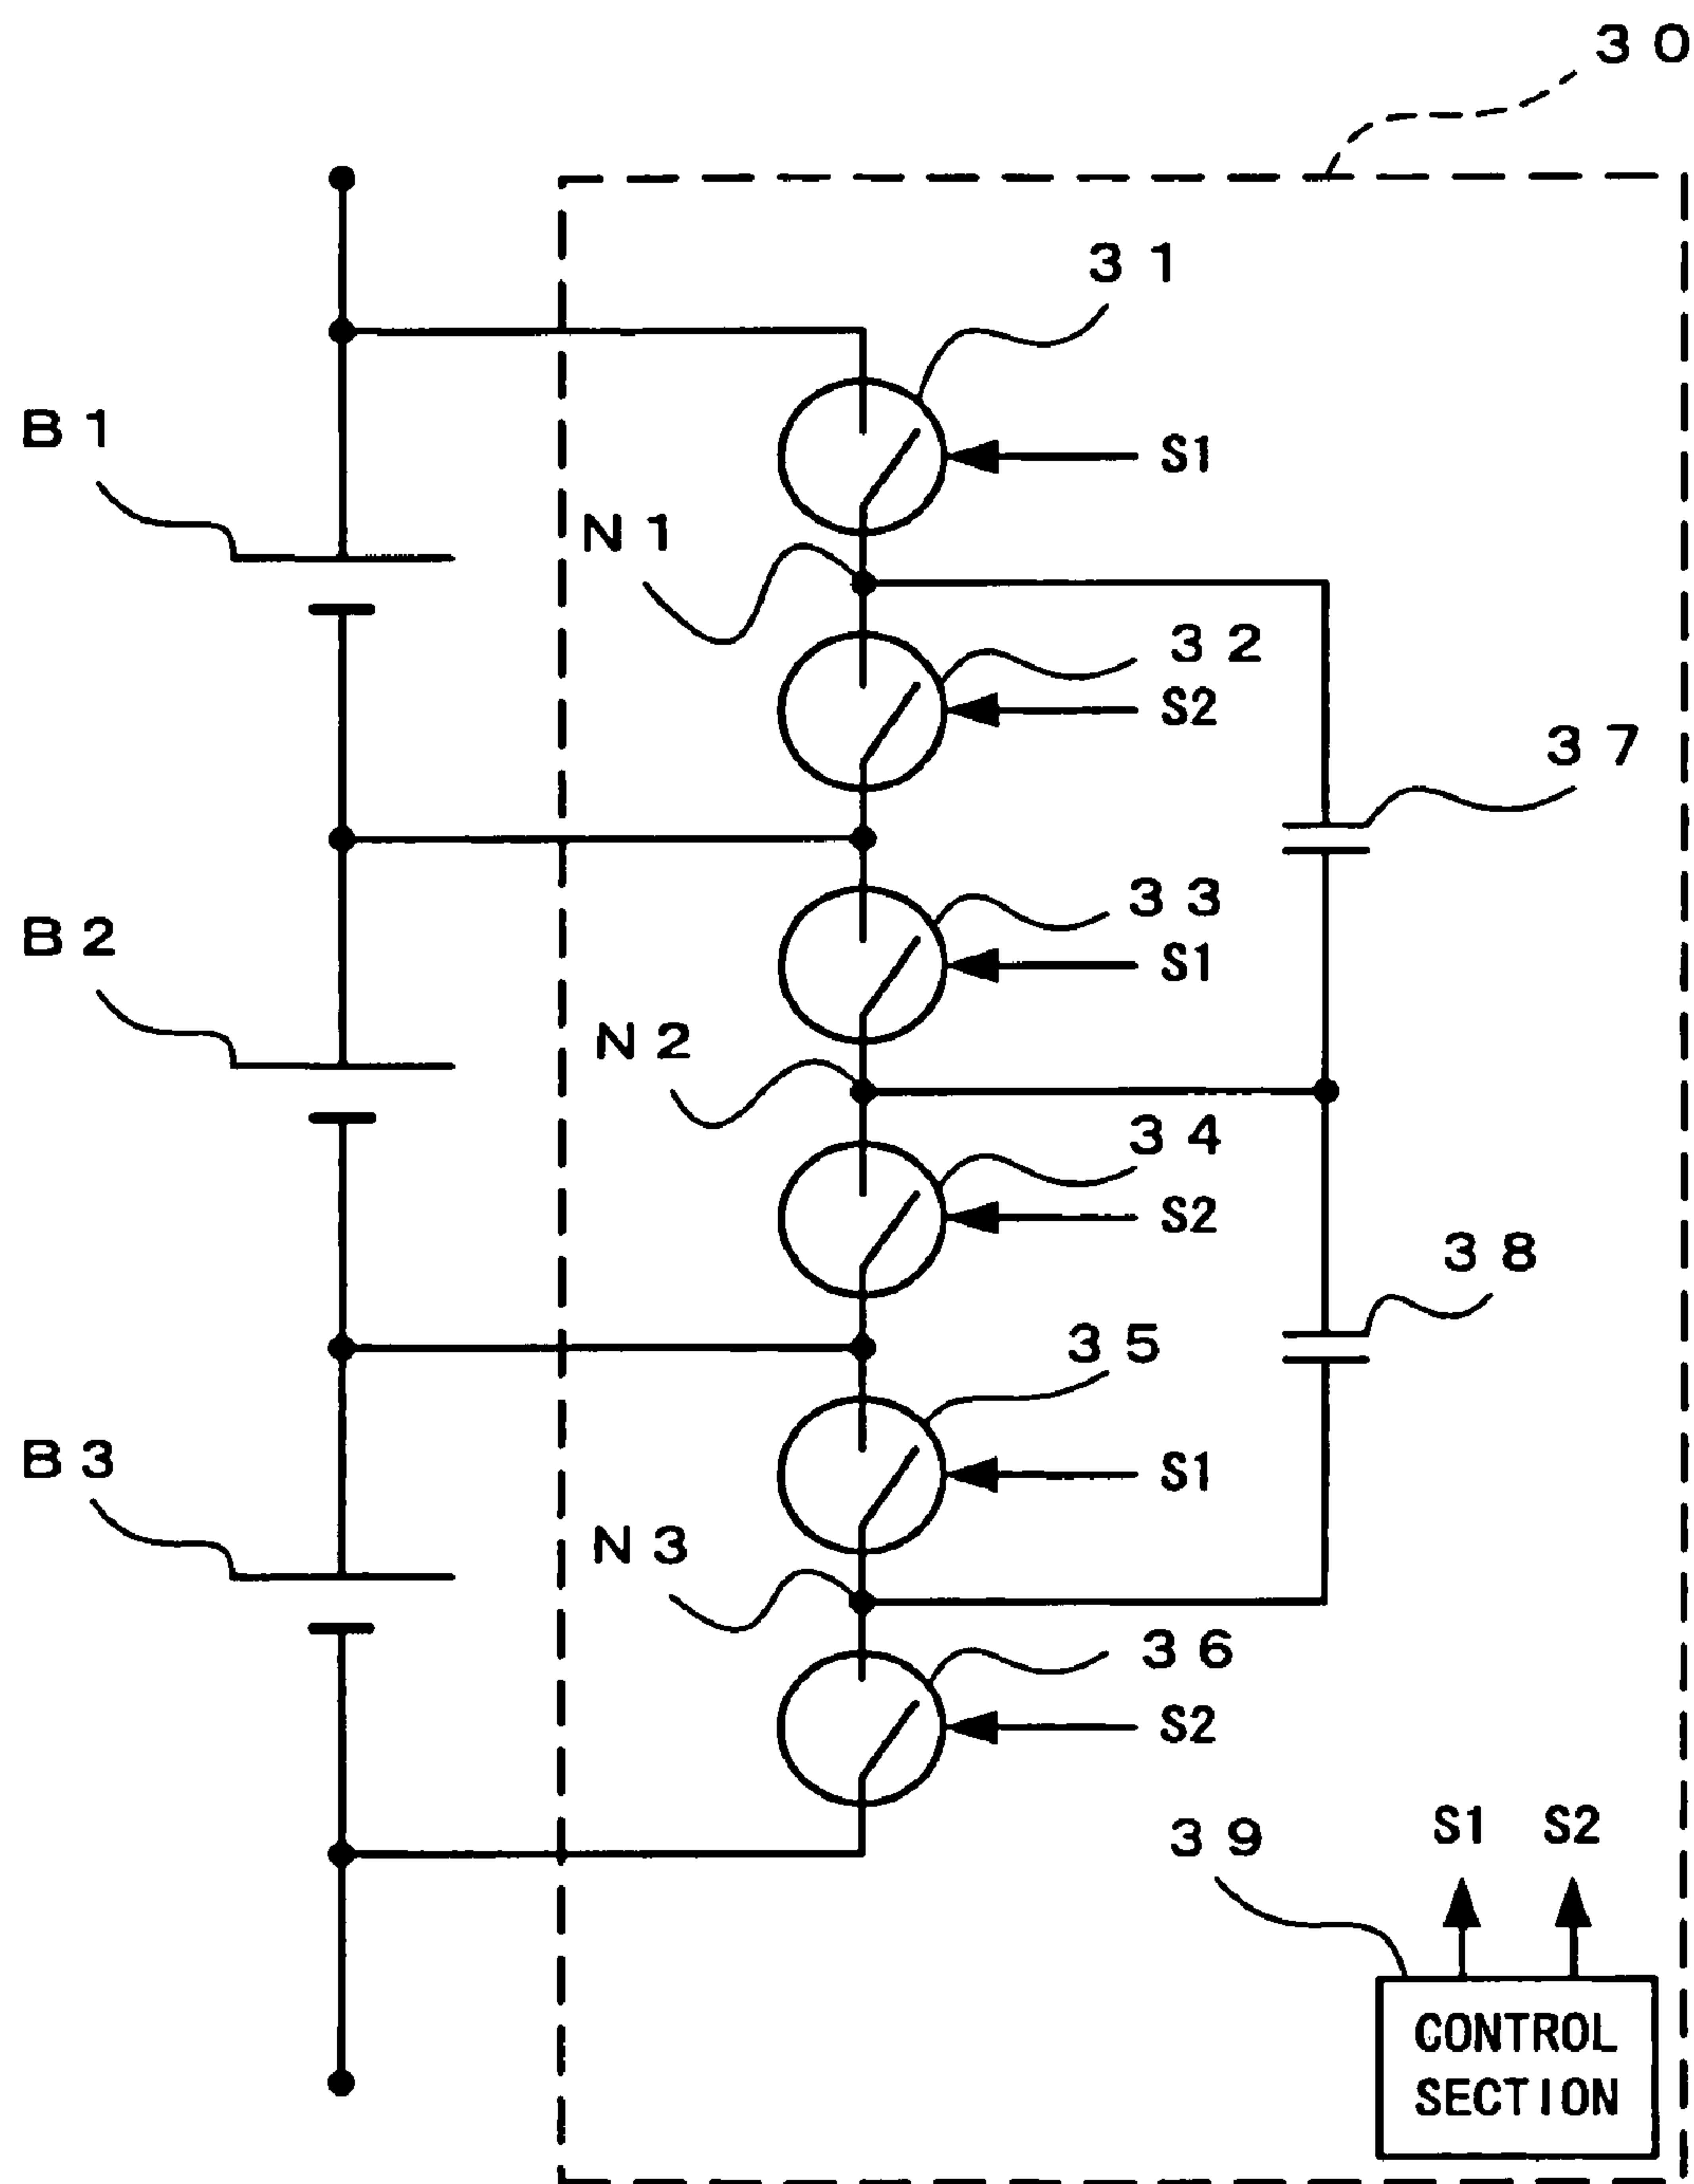 30
31
B1
S1
N1
32
S2
37
33
B2
S1
N2
34
S2
38
35
B3
S1
N3
36
S2
S1 S2
39
CONTROL
SECTION